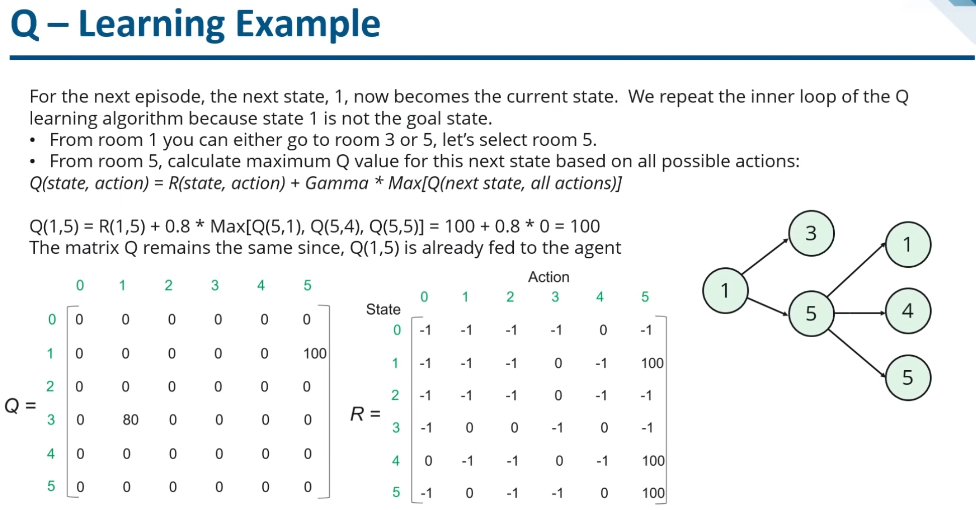 Q – Learning Example
For the next episode, the next state, 1, now becomes the current state. We repeat the inner loop of the Q
learning algorithm because state 1 is not the goal state.
• From room 1 you can either go to room 3 or 5, let's select room 5.
• From room 5, calculate maximum Q value for this next state based on all possible actions:
Q(state, action) = R(state, action) + Gamma * Max[Q(next state, all actions)]
Q(1,5) = R(1,5) + 0.8 * Max[Q(5,1), Q(5,4), Q(5,5)] = 100 + 0.8 * 0 = 100
The matrix Q remains the same since, Q(1,5) is already fed to the agent
0 1 2 3 4 5
0 0 0 0 0 0 0
1 0 0 0 0 0 100
2 0 0 0 0 0 0
Q =
3 0 80 0 0 0 0
4 0 0 0 0 0 0
5 0 0 0 0 0 0
Action
State 0 1 2 3 4 5
0 -1 -1 -1 -1 0 -1
1 -1 -1 -1 0 -1 100
2 -1 -1 -1 0 -1 -1
R =
3 -1 0 0 -1 0 -1
4 0 -1 -1 0 -1 100
5 -1 0 -1 -1 0 100
3
1
1
5
4
5